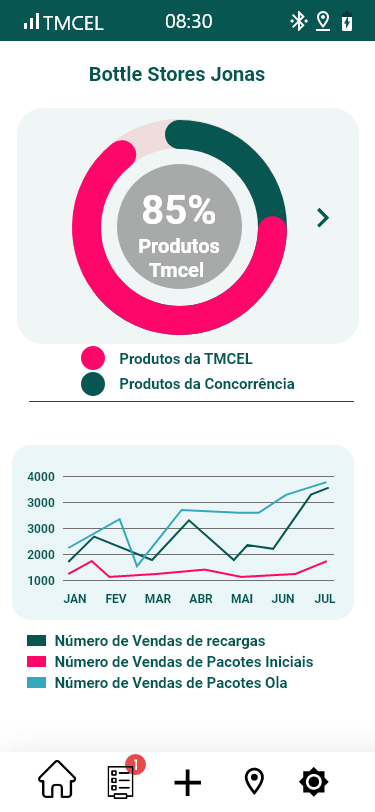 TMCEL 08:30
Bottle Stores Jonas
85%
Produtos
Tmcel
Produtos da TMCEL
Produtos da Concorrência
4000
3000
3000
2000
1000
JAN FEV MAR ABR MAI JUN JUL
Número de Vendas de recargas
Número de Vendas de Pacotes Iniciais
Número de Vendas de Pacotes Ola
1